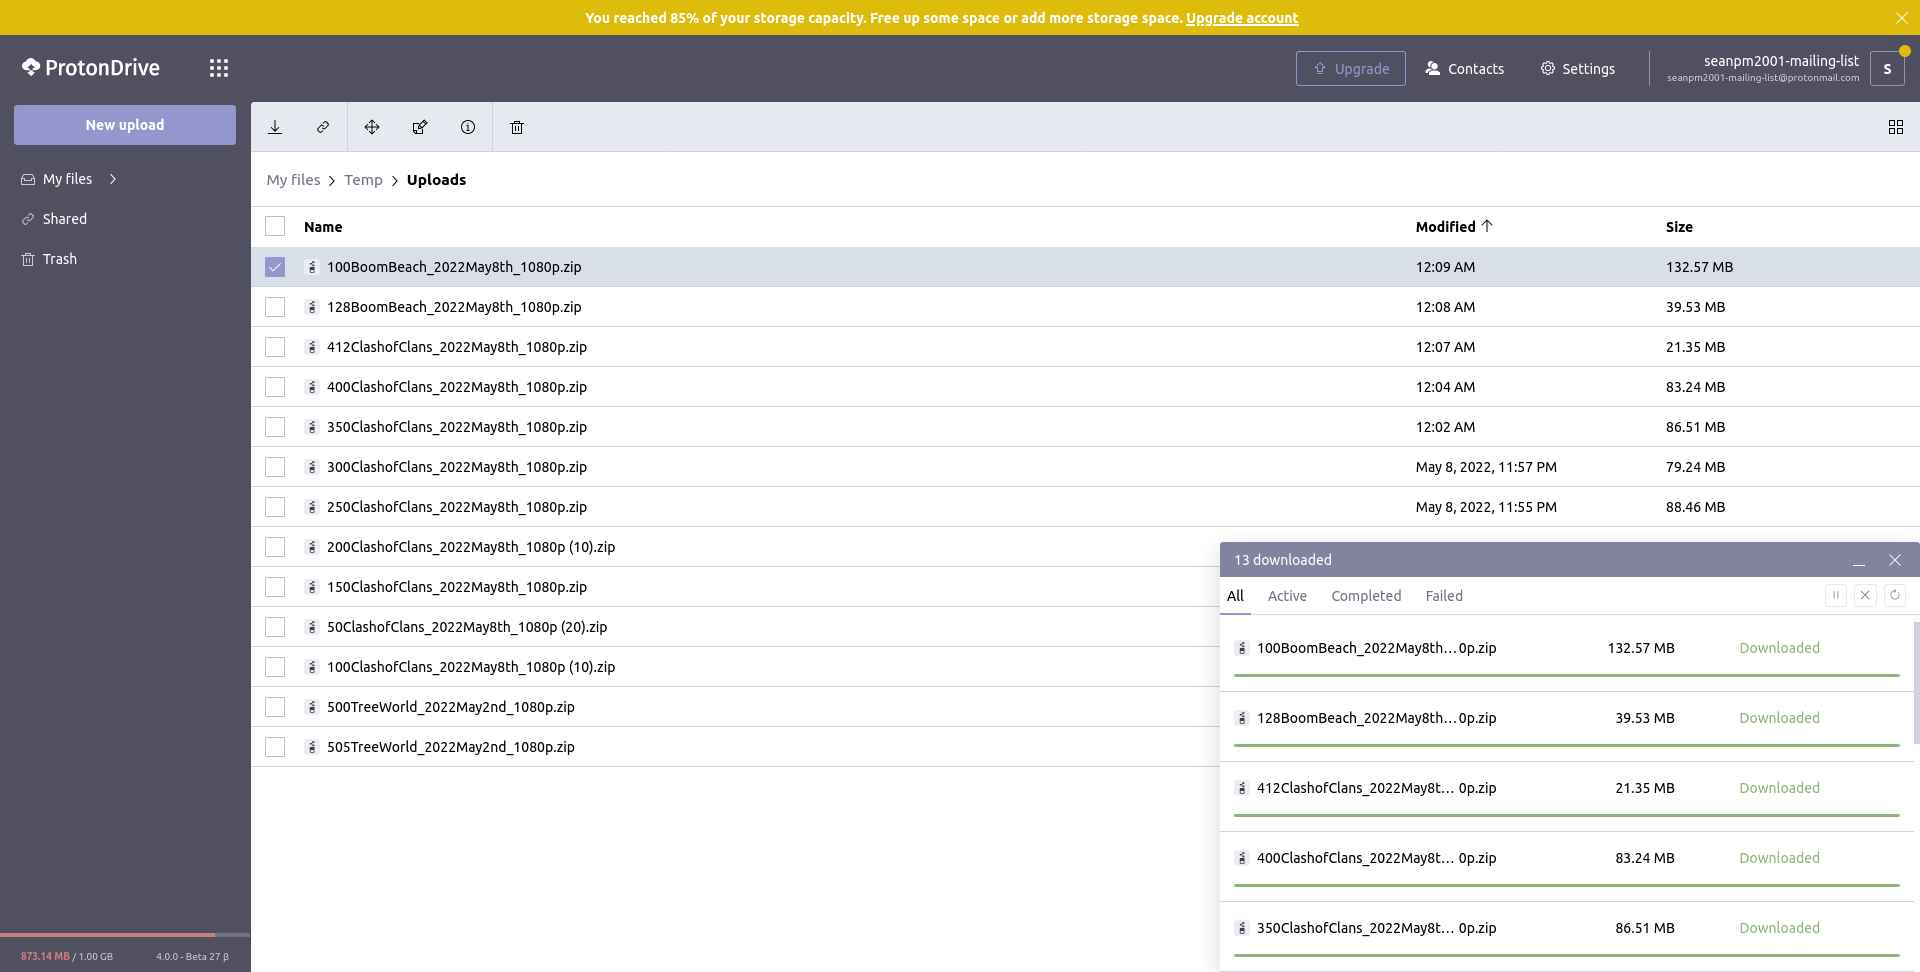 You reached 85% of your storage capacity. Free up some space or add more storage space. Upgrade account
ProtonDrive
Upgrade
Contacts
Settings
seanpm2001-mailing-list
seanpm2001-mailing-list@protonmail.com
S
New upload
My files
Shared
Trash
My files > Temp > Uploads
Name Modified Size
100BoomBeach_2022May8th_1080p.zip 12:09 AM 132.57 MB
128BoomBeach_2022May8th_1080p.zip 12:08 AM 39.53 MB
412ClashofClans_2022May8th_1080p.zip 12:07 AM 21.35 MB
400ClashofClans_2022May8th_1080p.zip 12:04 AM 83.24 MB
350ClashofClans_2022May8th_1080p.zip 12:02 AM 86.51 MB
300ClashofClans_2022May8th_1080p.zip May 8, 2022, 11:57 PM 79.24 MB
250ClashofClans_2022May8th_1080p.zip May 8, 2022, 11:55 PM 88.46 MB
200ClashofClans_2022May8th_1080p (10).zip
150ClashofClans_2022May8th_1080p.zip
50ClashofClans_2022May8th_1080p (20).zip
100ClashofClans_2022May8th_1080p (10).zip
500TreeWorld_2022May2nd_1080p.zip
505TreeWorld_2022May2nd_1080p.zip
13 downloaded
All Active Completed Failed
100BoomBeach_2022May8th... 0p.zip 132.57 MB Downloaded
128BoomBeach_2022May8th... 0p.zip 39.53 MB Downloaded
412ClashofClans_2022May8t... 0p.zip 21.35 MB Downloaded
400ClashofClans_2022May8t... 0p.zip 83.24 MB Downloaded
350ClashofClans_2022May8t... 0p.zip 86.51 MB Downloaded
873.14 MB / 1.00 GB 4.0.0 - Beta 27 β